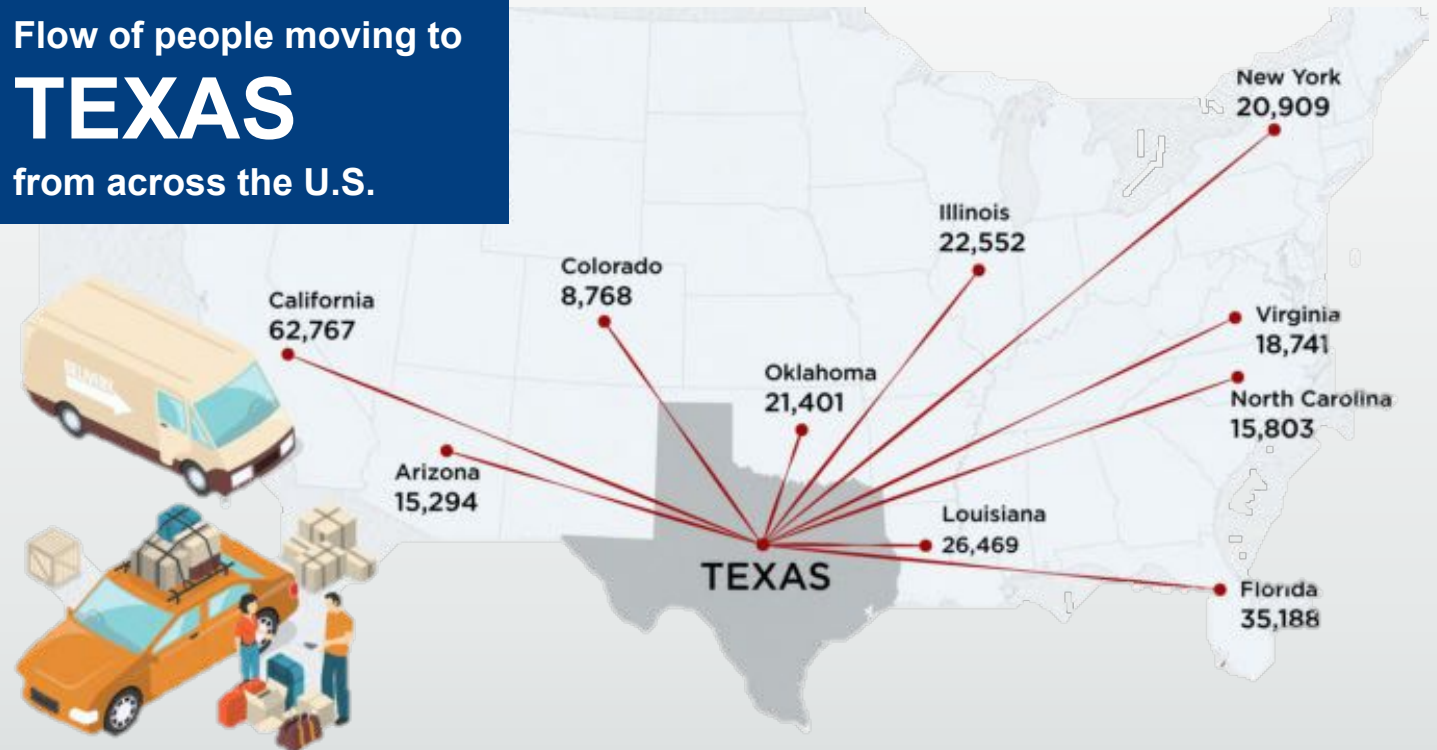 Flow of people moving to
TEXAS
from across the U.S.
New York
20,909
Illinois
22,552
Colorado
8,768
California
62,767
Virginia
18,741
Oklahoma
21,401
North Carolina
15,803
Arizona
15,294
Louisiana
26,469
TEXAS
Florida
35,188